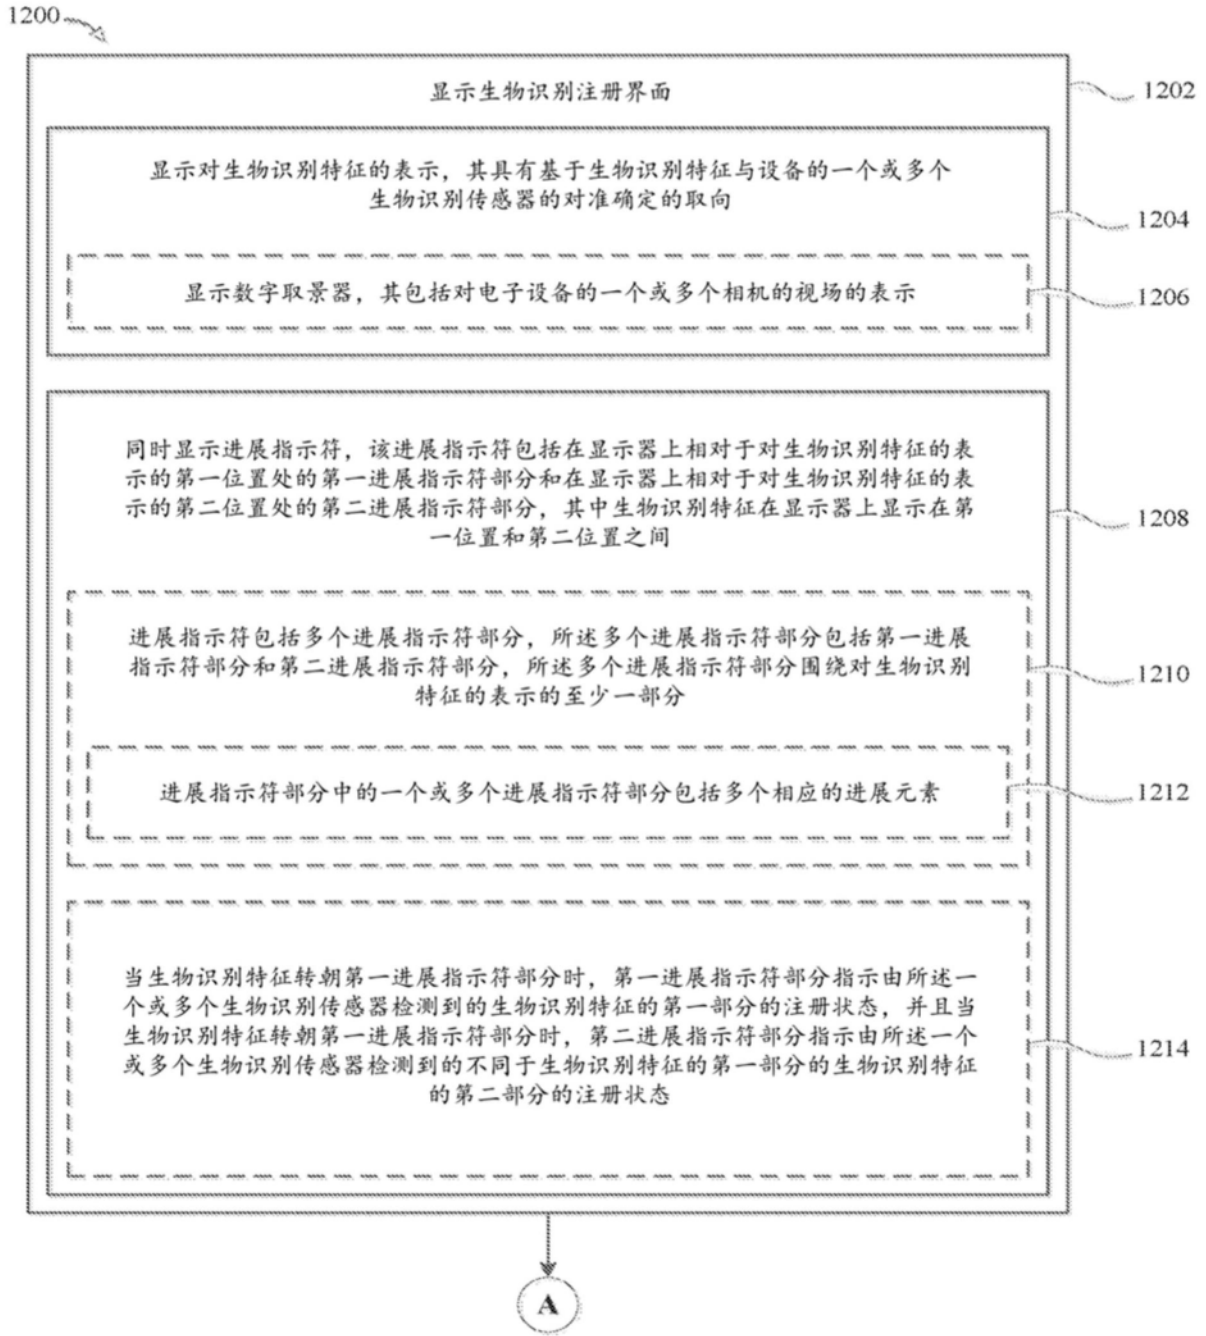 1200
显示生物识别注册界面
1202
显示对生物识别特征的表示，其具有基于生物识别特征与设备的一个或多个
生物识别传感器的对准确定的取向
1204
显示数字取景器，其包括对电子设备的一个或多个相机的视场的表示
1206
同时显示进展指示符，该进展指示符包括在显示器上相对于对生物识别特征的表
示的第一位置处的第一进展指示符部分和在显示器上相对于对生物识别特征的表
示的第二位置处的第二进展指示符部分，其中生物识别特征在显示器上显示在第
一位置和第二位置之间
1208
进展指示符包括多个进展指示符部分，所述多个进展指示符部分包括第一进展
指示符部分和第二进展指示符部分，所述多个进展指示符部分围绕对生物识别
特征的表示的至少一部分
1210
进展指示符部分中的一个或多个进展指示符部分包括多个相应的进展元素
1212
当生物识别特征转朝第一进展指示符部分时，第一进展指示符部分指示由所述一
个或多个生物识别传感器检测到的生物识别特征的第一部分的注册状态，并且当
生物识别特征转朝第一进展指示符部分时，第二进展指示符部分指示由所述一个
或多个生物识别传感器检测到的不同于生物识别特征的第一部分的生物识别特征
的第二部分的注册状态
1214
A